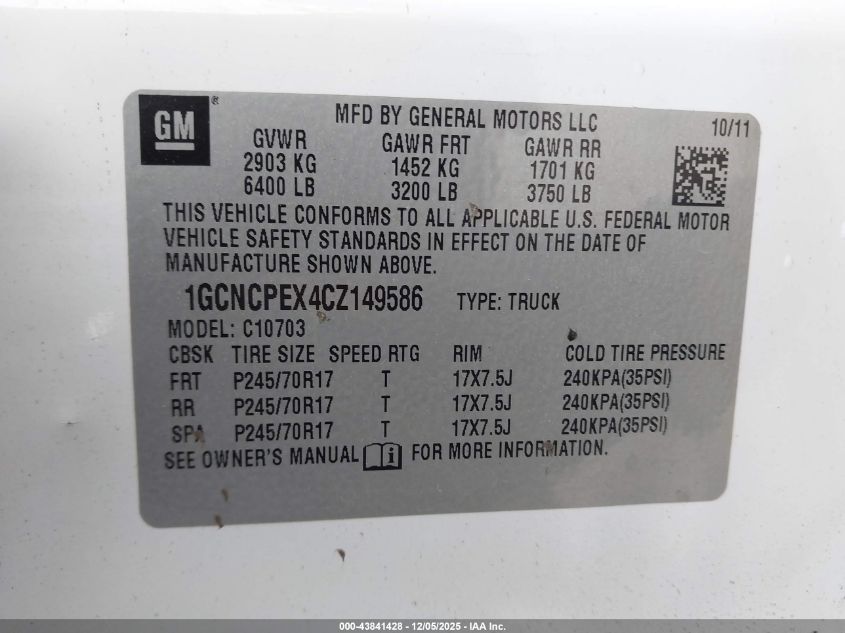 GM®
MFD BY GENERAL MOTORS LLC 10/11
GVWR GAWR FRT GAWR RR
2903 KG 1452 KG 1701 KG
6400 LB 3200 LB 3750 LB
THIS VEHICLE CONFORMS TO ALL APPLICABLE U.S. FEDERAL MOTOR
VEHICLE SAFETY STANDARDS IN EFFECT ON THE DATE OF
MANUFACTURE SHOWN ABOVE.
1GCNCPEX4CZ149586 TYPE: TRUCK
MODEL: C10703
CBSK TIRE SIZE SPEED RTG RIM COLD TIRE PRESSURE
FRT P245/70R17 T 17X7.5J 240KPA(35PSI)
RR P245/70R17 T 17X7.5J 240KPA(35PSI)
SPA P245/70R17 T 17X7.5J 240KPA(35PSI)
SEE OWNER'S MANUAL FOR MORE INFORMATION.
000-43841428 - 12/05/2025 - IAA Inc.